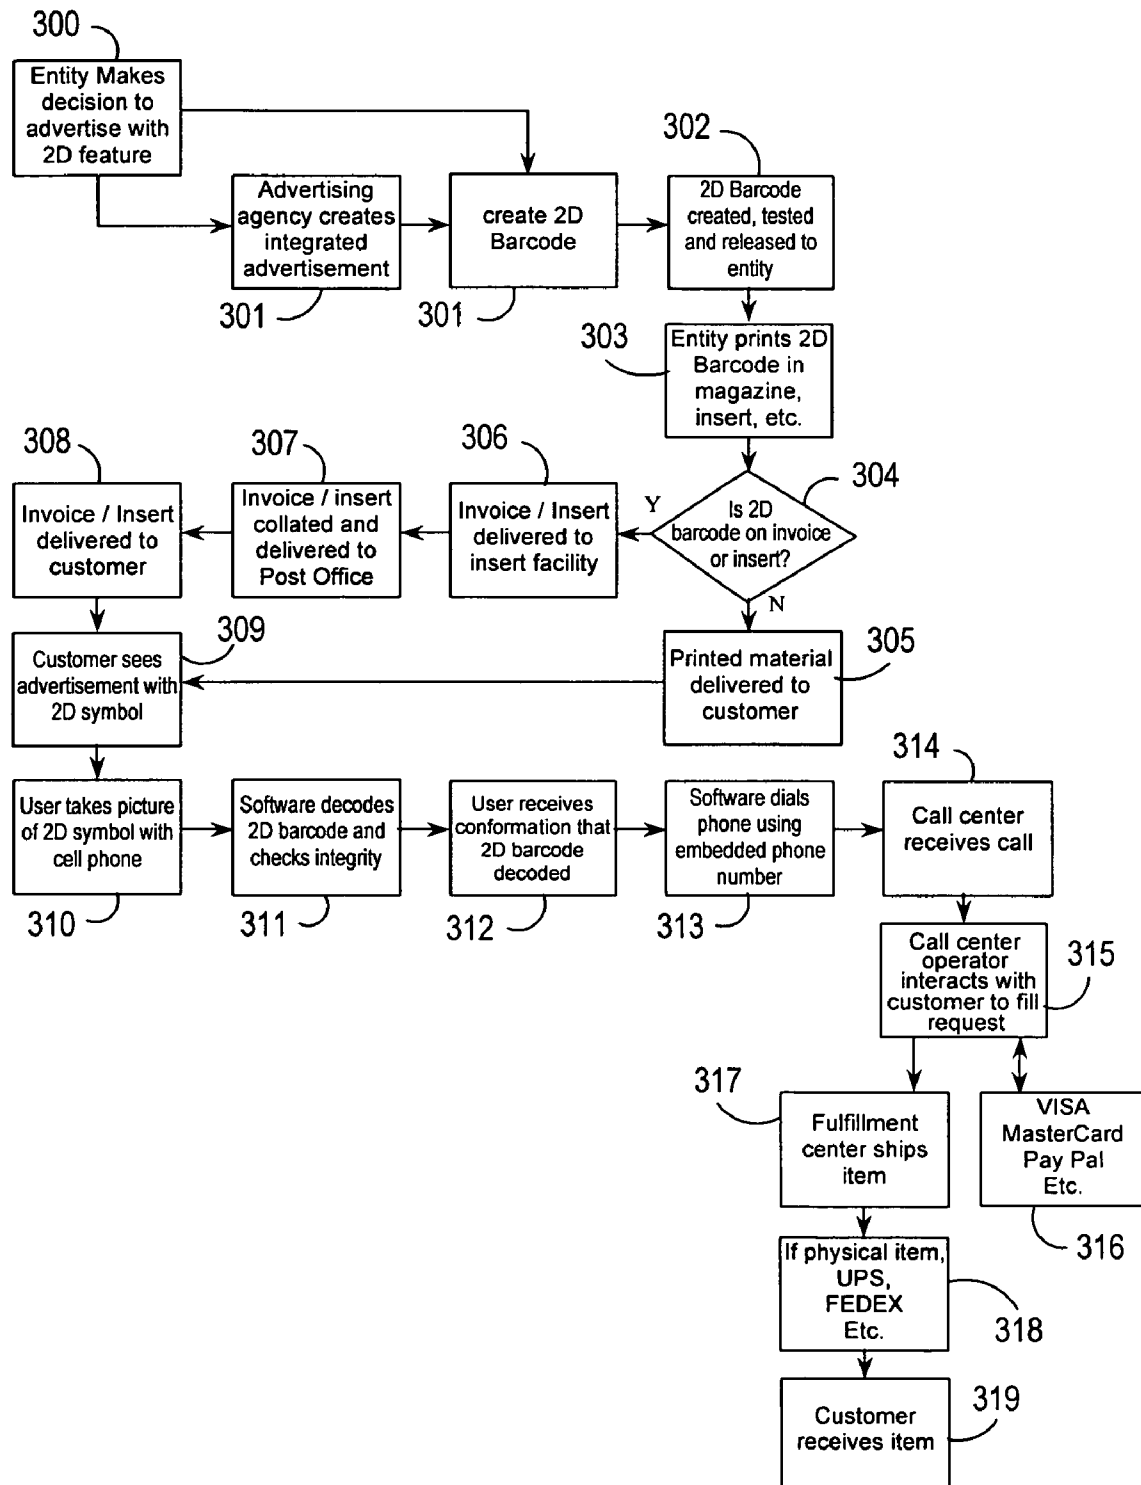 300
Entity Makes
decision to
advertise with
2D feature
Advertising
agency creates
integrated
advertisement
301
create 2D
Barcode
301
302
2D Barcode
created, tested
and released to
entity
303
Entity prints 2D
Barcode in
magazine,
insert, etc.
304
Is 2D
barcode on invoice
or insert?
Y
N
306
Invoice / Insert
delivered to
insert facility
307
Invoice / insert
collated and
delivered to
Post Office
308
Invoice / Insert
delivered to
customer
305
Printed material
delivered to
customer
309
Customer sees
advertisement with
2D symbol
User takes picture
of 2D symbol with
cell phone
310
Software decodes
2D barcode and
checks integrity
311
User receives
conformation that
2D barcode
decoded
312
Software dials
phone using
embedded phone
number
313
314
Call center
receives call
Call center
operator
interacts with
customer to fill
request
315
317
Fulfillment
center ships
item
VISA
MasterCard
Pay Pal
Etc.
316
If physical item,
UPS,
FEDEX
Etc.
318
Customer
receives item
319